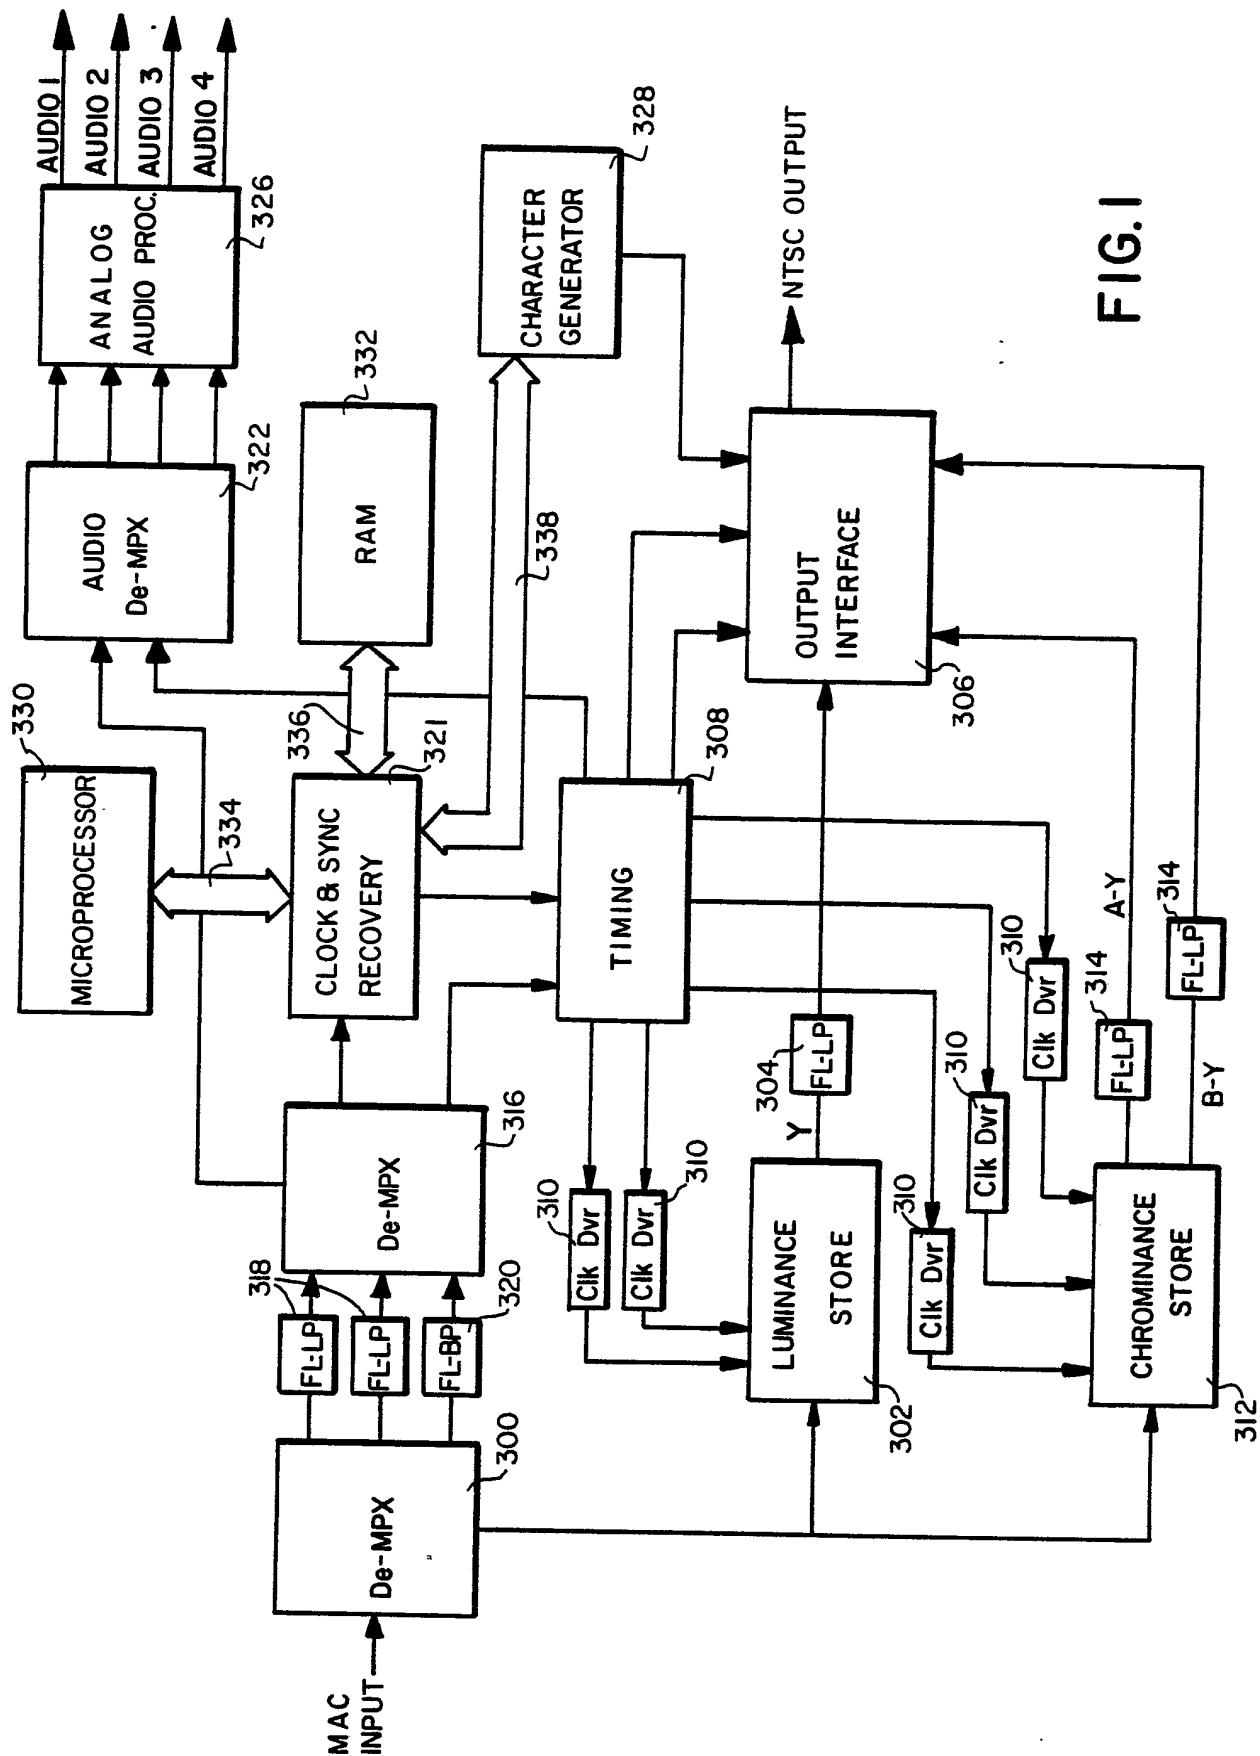 MAC
INPUT
De-MPX
300
FL-LP
FL-LP
FL-BP
318
320
De-MPX
316
MICROPROCESSOR
330
334
CLOCK & SYNC
RECOVERY
321
336
RAM
332
338
AUDIO
De-MPX
322
ANALOG
AUDIO PROC.
326
AUDIO 1
AUDIO 2
AUDIO 3
AUDIO 4
CHARACTER
GENERATOR
328
TIMING
308
Clk Dvr
310
Clk Dvr
310
LUMINANCE
STORE
302
Y
FL-LP
304
OUTPUT
INTERFACE
306
NTSC OUTPUT
Clk Dvr
310
Clk Dvr
310
Clk Dvr
310
CHROMINANCE
STORE
312
FL-LP
314
A-Y
B-Y
FL-LP
314
FIG. 1